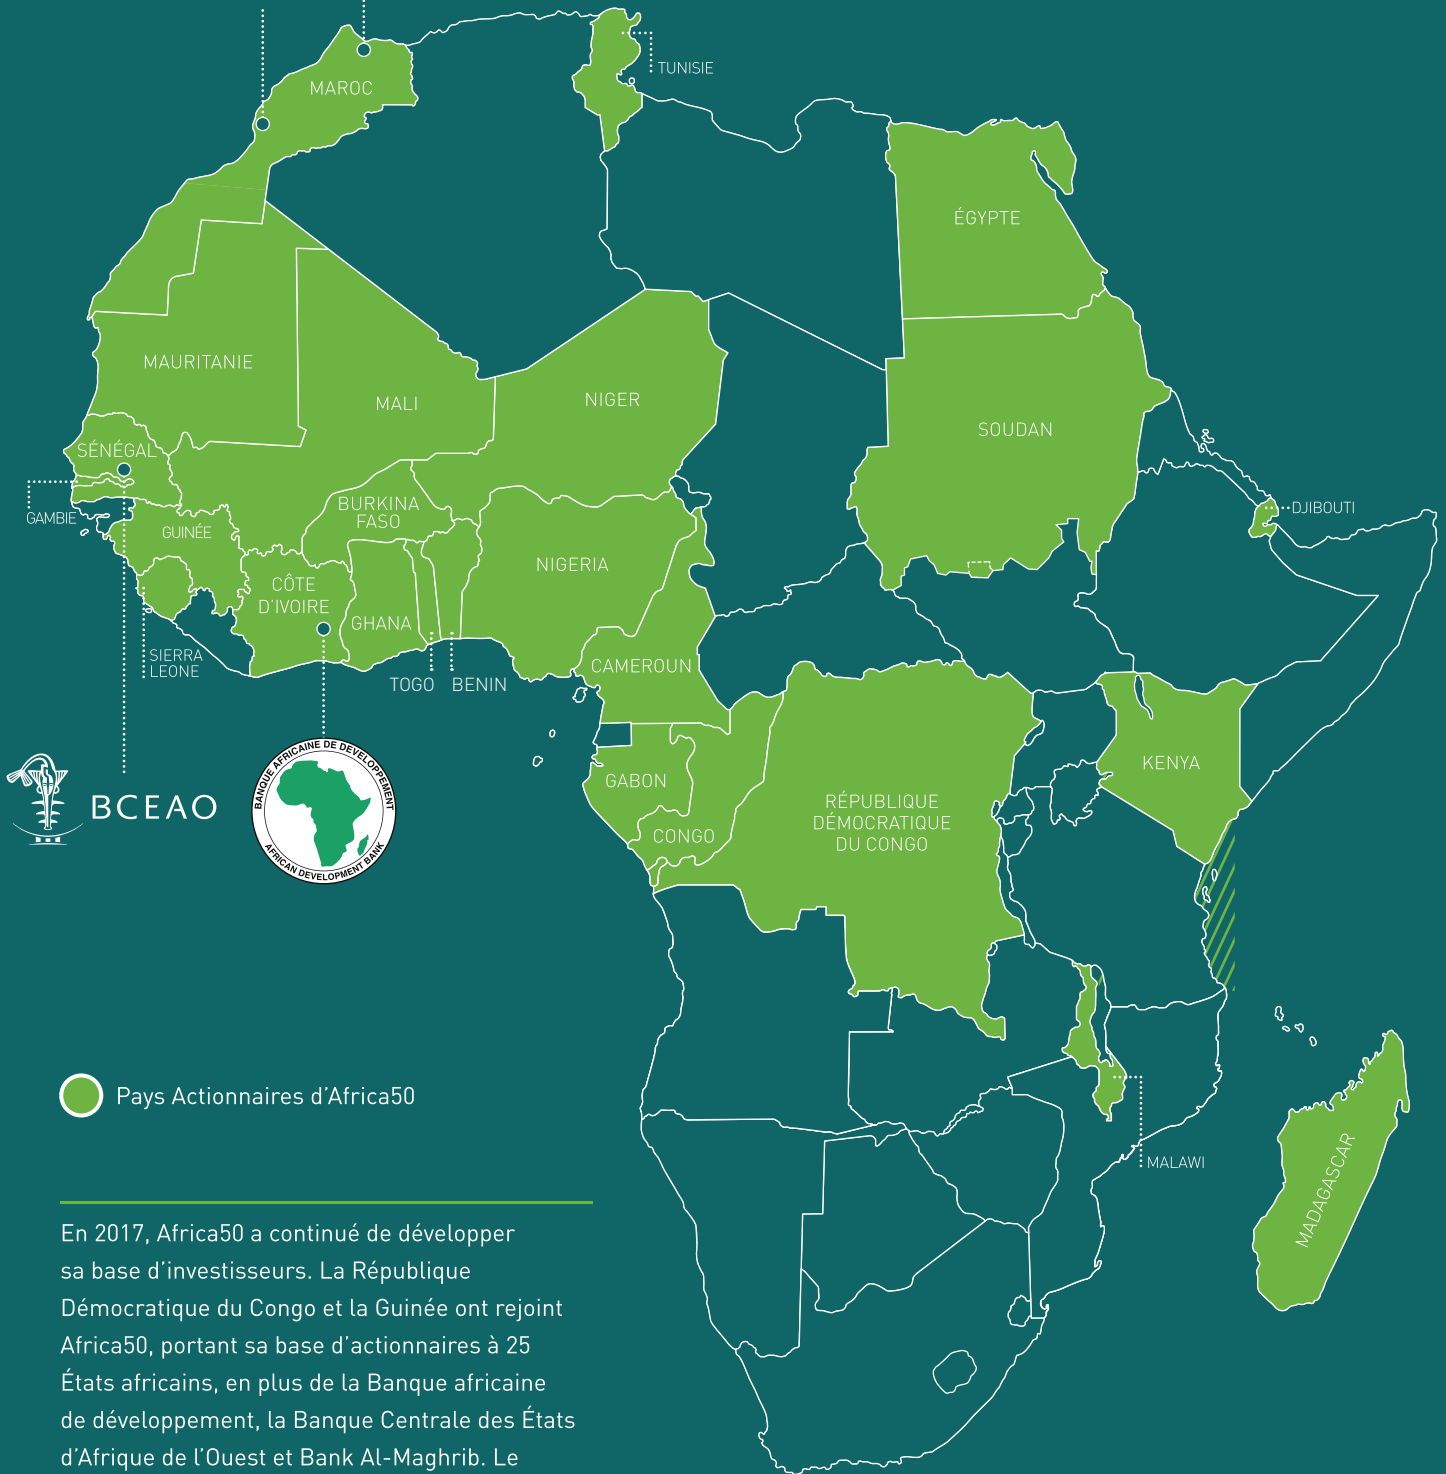 MAROC
TUNISIE
ÉGYPTE
MAURITANIE
MALI
NIGER
SOUDAN
SÉNÉGAL
GAMBIE
BURKINA
FASO
GUINÉE
DJIBOUTI
NIGERIA
CÔTE
D'IVOIRE
GHANA
SIERRA
LEONE
TOGO
BENIN
CAMEROUN
GABON
CONGO
RÉPUBLIQUE
DÉMOCRATIQUE
DU CONGO
KENYA
BCEAO
BANQUE AFRICAINE DE DEVELOPPEMENT
AFRICAN DEVELOPMENT BANK
MALAWI
MADAGASCAR
Pays Actionnaires d'Africa50
En 2017, Africa50 a continué de développer
sa base d'investisseurs. La République
Démocratique du Congo et la Guinée ont rejoint
Africa50, portant sa base d'actionnaires à 25
États africains, en plus de la Banque africaine
de développement, la Banque Centrale des États
d'Afrique de l'Ouest et Bank Al-Maghrib. Le